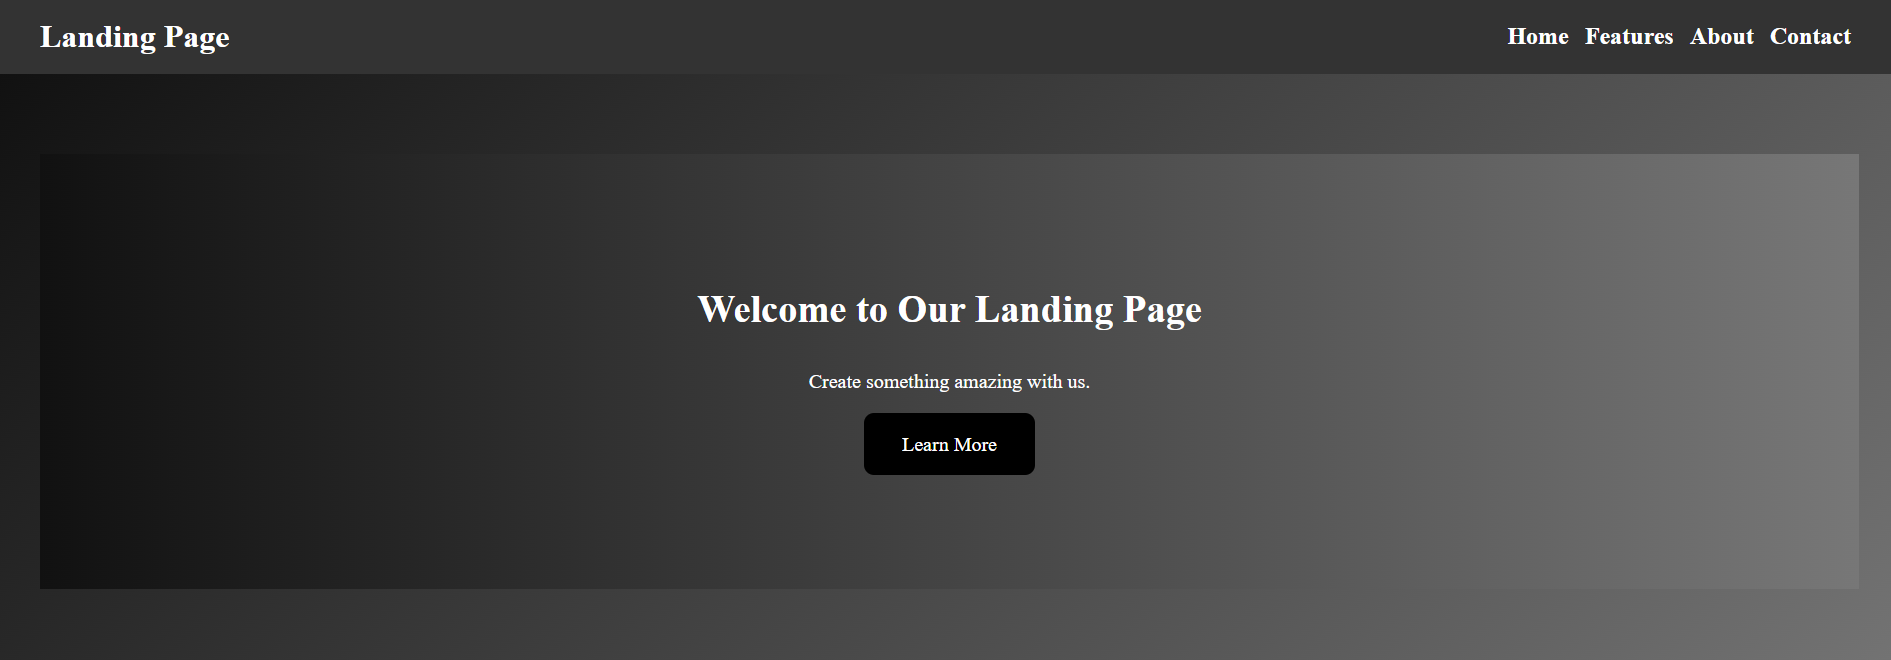 Landing Page
Home Features About Contact
Welcome to Our Landing Page
Create something amazing with us.
Learn More